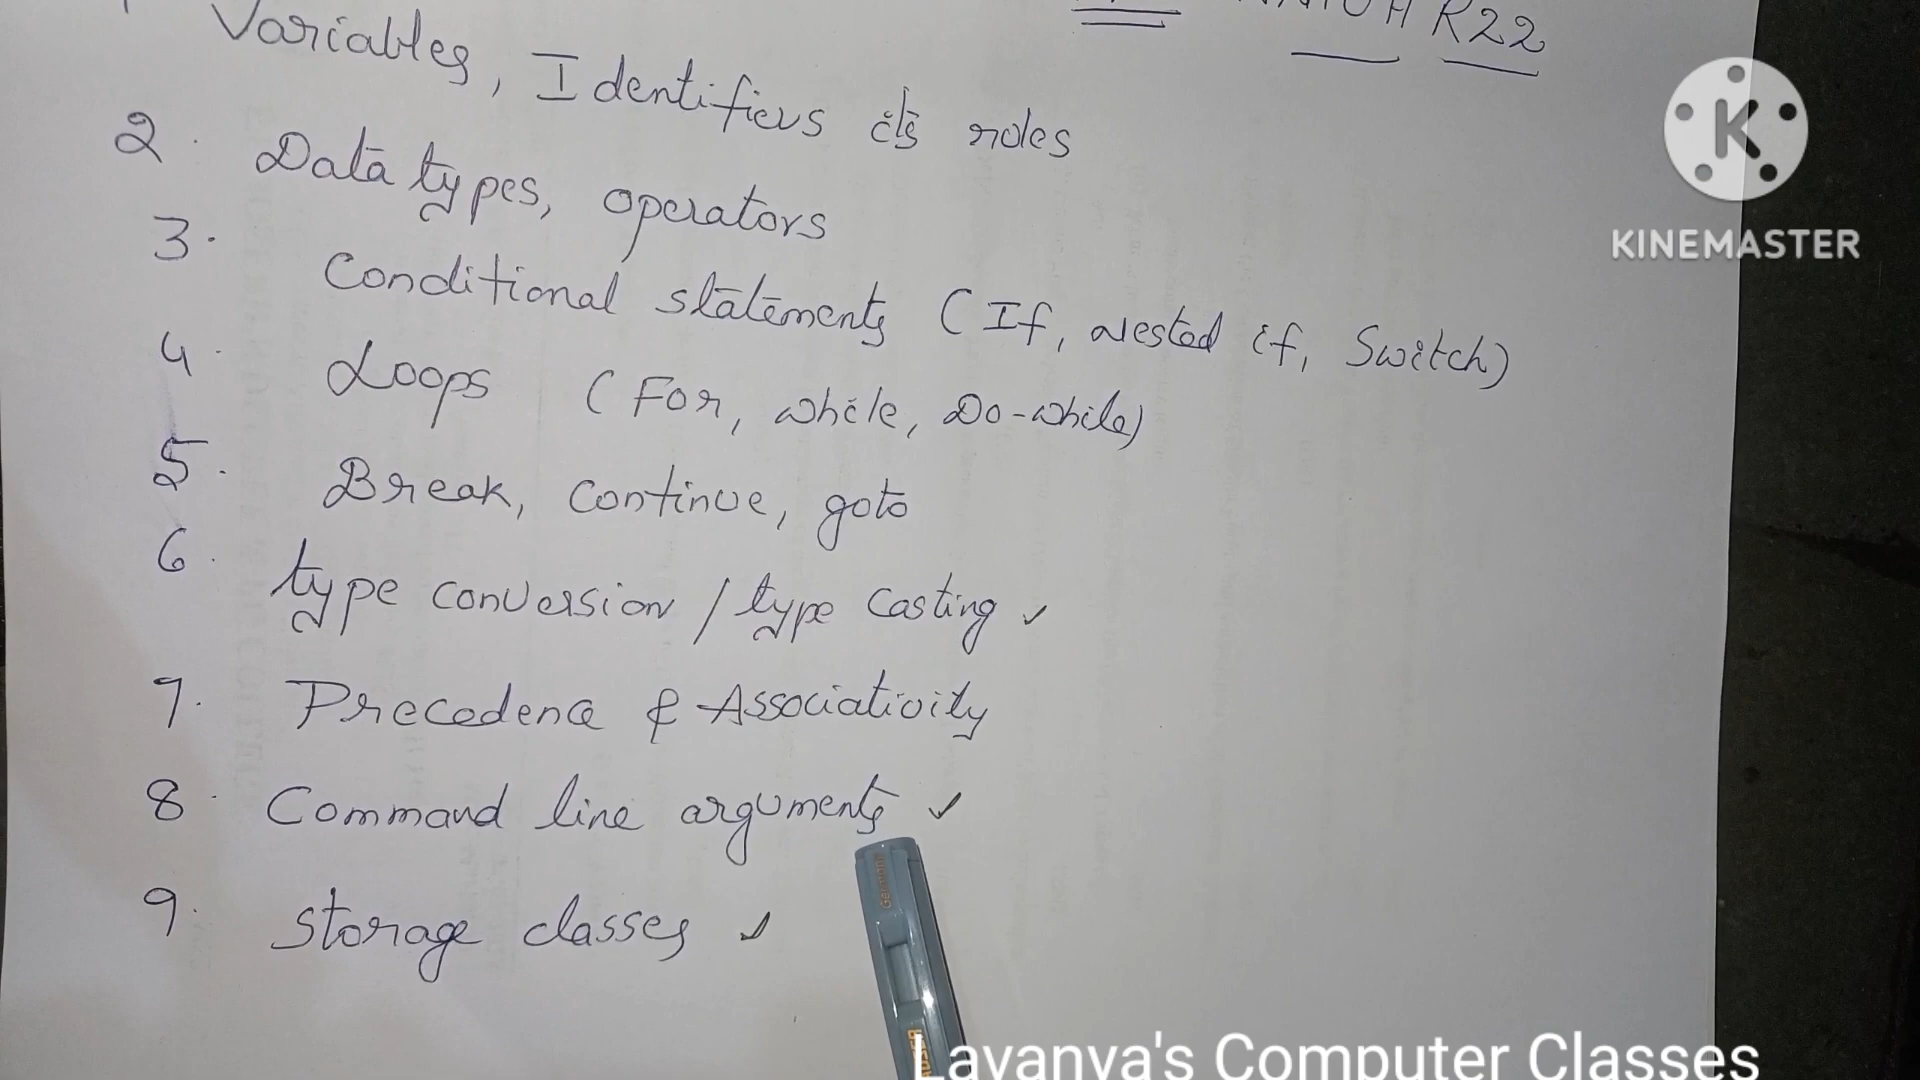 R22
Variables, Identifiers its rules
2. Data types, operators
3. Conditional statements (If, Nested if, Switch)
4. Loops (For, while, Do-while)
5. Break, continue, goto
6. type conversion / type casting ✓
7. Precedence & Associativity
8. Command line arguments ✓
9. Storage classes ✓
K
KINEMASTER
Lavanya's Computer Classes